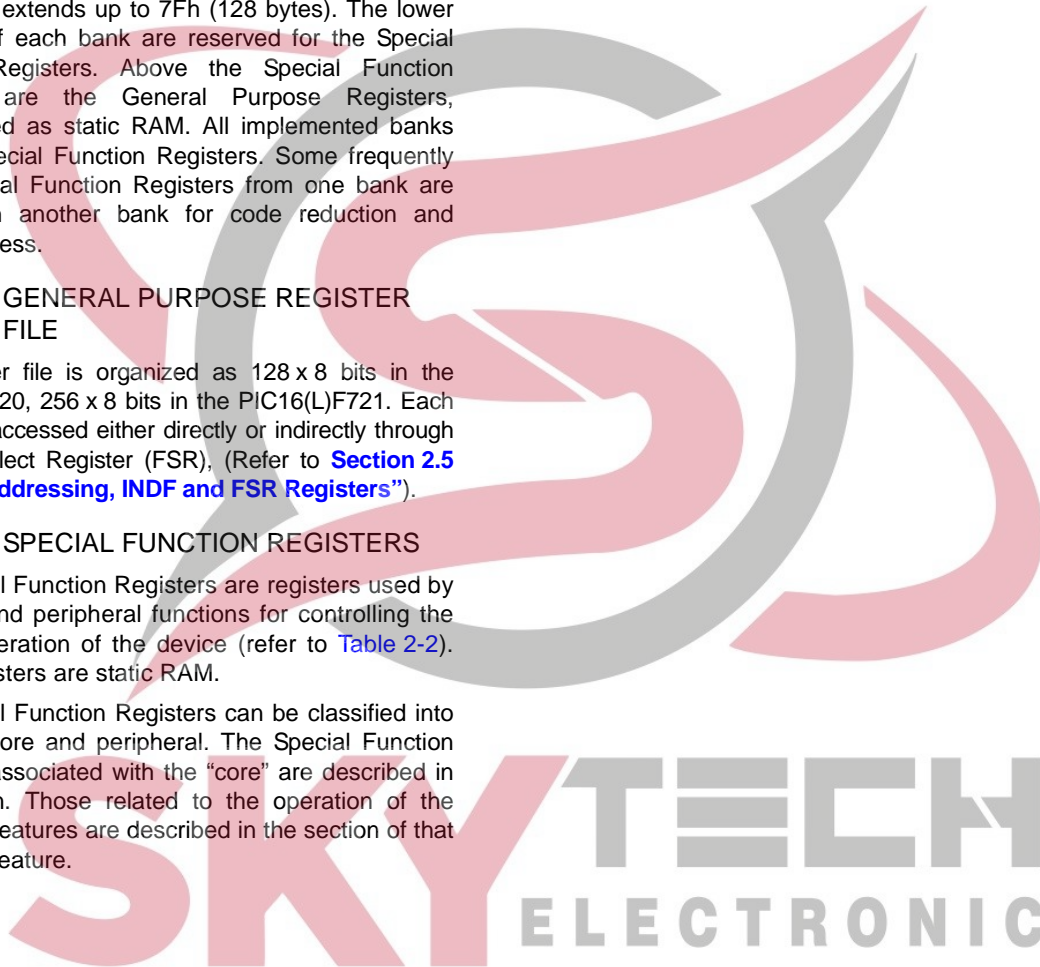 extends up to 7Fh (128 bytes). The lower
f each bank are reserved for the Special
Registers. Above the Special Function
are the General Purpose Registers,
ed as static RAM. All implemented banks
ecial Function Registers. Some frequently
al Function Registers from one bank are
n another bank for code reduction and
ess.
GENERAL PURPOSE REGISTER
FILE
er file is organized as 128 x 8 bits in the
20, 256 x 8 bits in the PIC16(L)F721. Each
accessed either directly or indirectly through
lect Register (FSR), (Refer to Section 2.5
ddressing, INDF and FSR Registers”).
SPECIAL FUNCTION REGISTERS
l Function Registers are registers used by
nd peripheral functions for controlling the
eration of the device (refer to Table 2-2).
sters are static RAM.
l Function Registers can be classified into
ore and peripheral. The Special Function
associated with the “core” are described in
n. Those related to the operation of the
eatures are described in the section of that
eature.
SKYTECH
ELECTRONIC